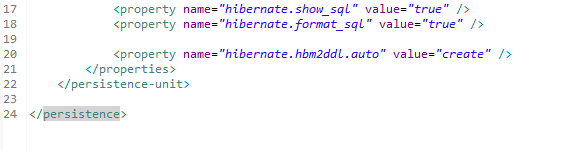 17 <property name="hibernate.show_sql" value="true" />
18 <property name="hibernate.format_sql" value="true" />
19
20 <property name="hibernate.hbm2ddl.auto" value="create" />
21 </properties>
22 </persistence-unit>
23
24 </persistence>